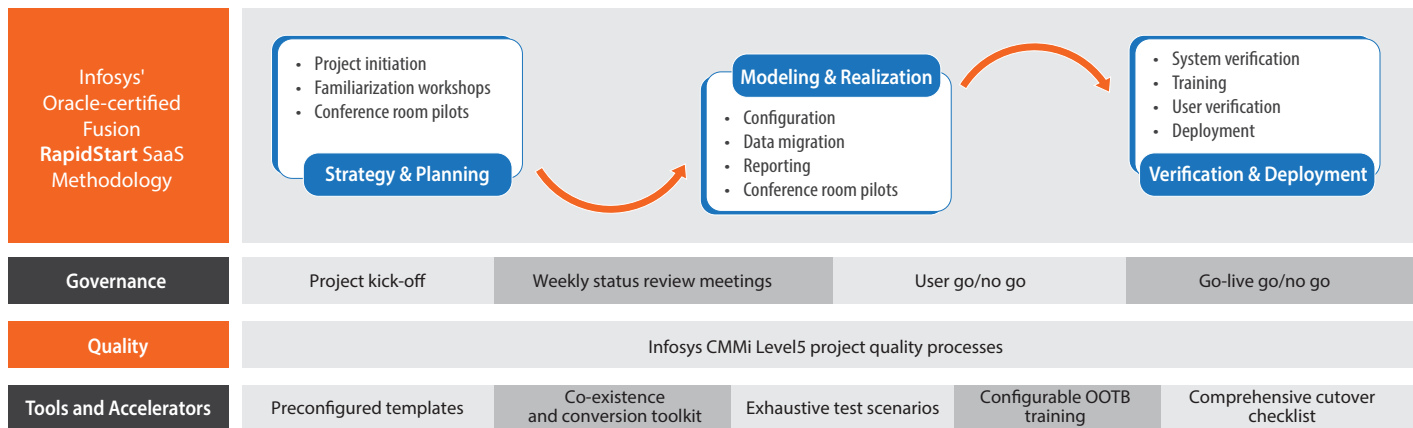 Infosys'
Oracle-certified
Fusion
RapidStart SaaS
Methodology
• Project initiation
• Familiarization workshops
• Conference room pilots
Strategy & Planning
Modeling & Realization
• Configuration
• Data migration
• Reporting
• Conference room pilots
• System verification
• Training
• User verification
• Deployment
Verification & Deployment
Governance
Project kick-off
Weekly status review meetings
User go/no go
Go-live go/no go
Quality
Infosys CMMi Level5 project quality processes
Tools and Accelerators
Preconfigured templates
Co-existence
and conversion toolkit
Exhaustive test scenarios
Configurable OOTB
training
Comprehensive cutover
checklist